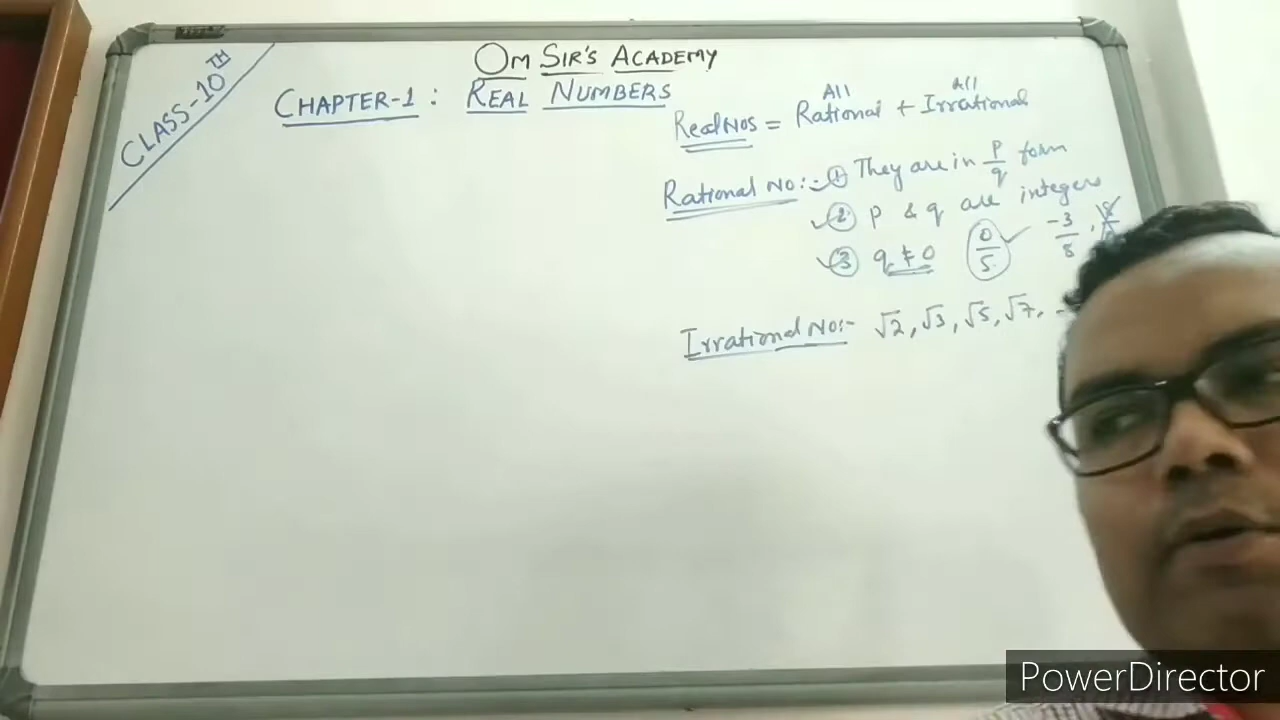 OM SIR'S ACADEMY
CLASS-10TH
CHAPTER-1: REAL NUMBERS
Real Nos = All Rational + All Irrational
Rational No:- ① They are in p/q form
② p & q are integers
③ q ≠ 0 0/5 -3/8,
Irrational No:- √2, √3, √5, √7,
PowerDirector